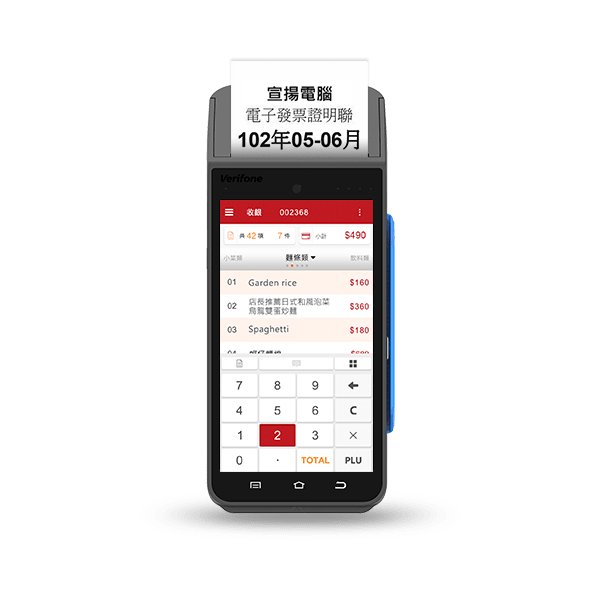 宣揚電腦
電子發票證明聯
102年05-06月
Verifone
收銀 002368
共 42 項 7 件 小計 $490
小菜類 麵條類 飲料類
01 Garden rice $160
02 店長推薦日式和風泡菜 $360
烏龍雙蛋炒麵
03 Spaghetti $180
04 $600
7 8 9
4 5 6 C
1 2 3 ×
0 . TOTAL PLU